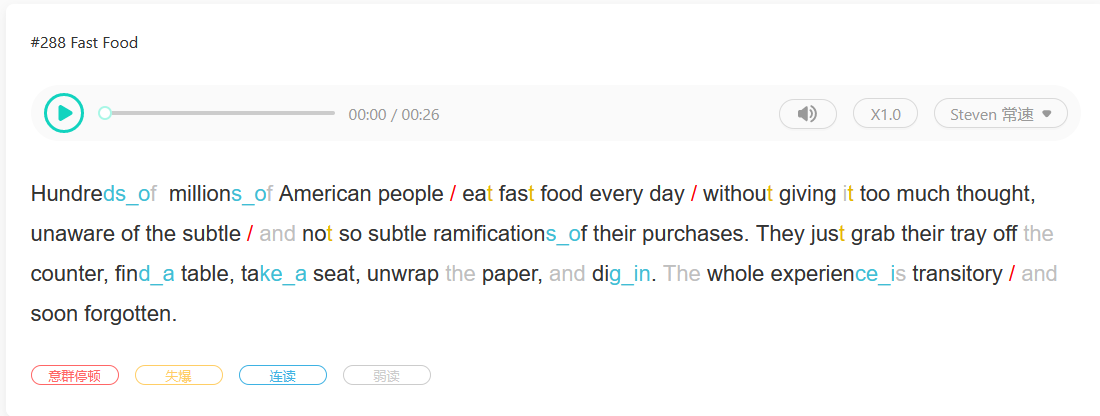 #288 Fast Food
00:00 / 00:26
X1.0
Steven 常速
Hundreds_of millions_of American people / eat fast food every day / without giving it too much thought,
unaware of the subtle / and not so subtle ramifications_of their purchases. They just grab their tray off the
counter, find_a table, take_a seat, unwrap the paper, and dig_in. The whole experience_is transitory / and
soon forgotten.
意群停顿
失爆
连读
弱读